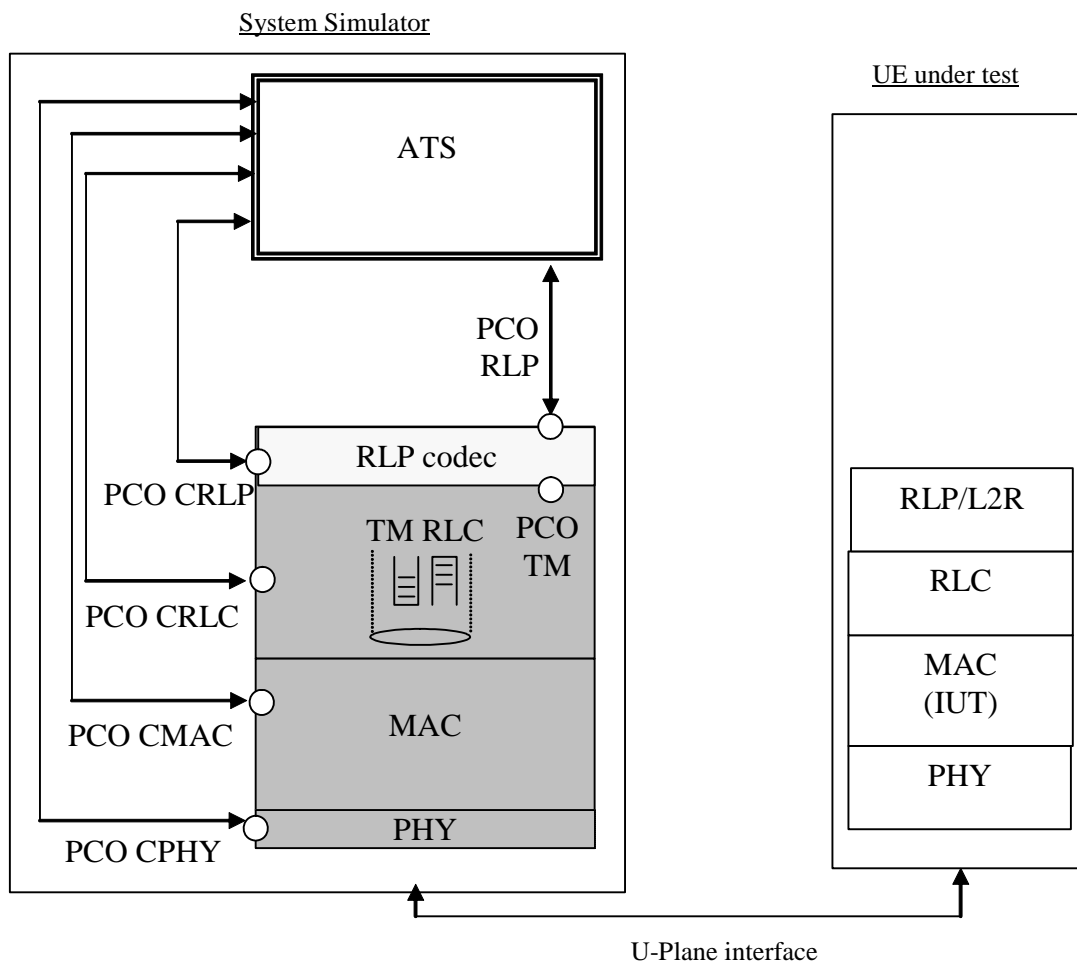 System Simulator
UE under test
ATS
PCO
RLP
RLP codec
PCO CRLP
TM RLC
PCO
TM
PCO CRLC
MAC
PCO CMAC
PHY
PCO CPHY
RLP/L2R
RLC
MAC
(IUT)
PHY
U-Plane interface